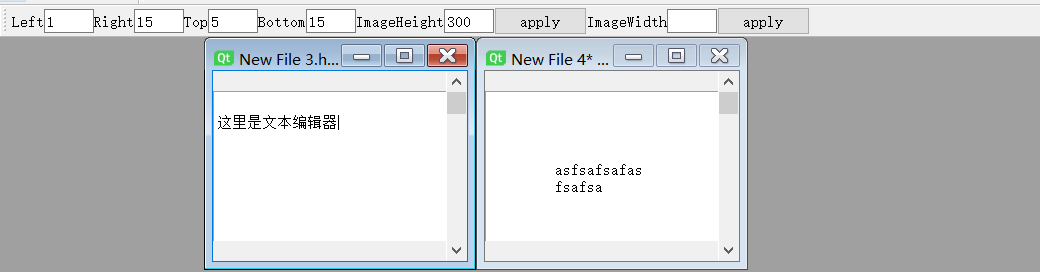 Left 1 Right 15 Top 5 Bottom 15 ImageHeight 300 apply ImageWidth apply
Qt New File 3.h...
Qt New File 4* ...
这里是文本编辑器
asfsafsafas
fsafsa